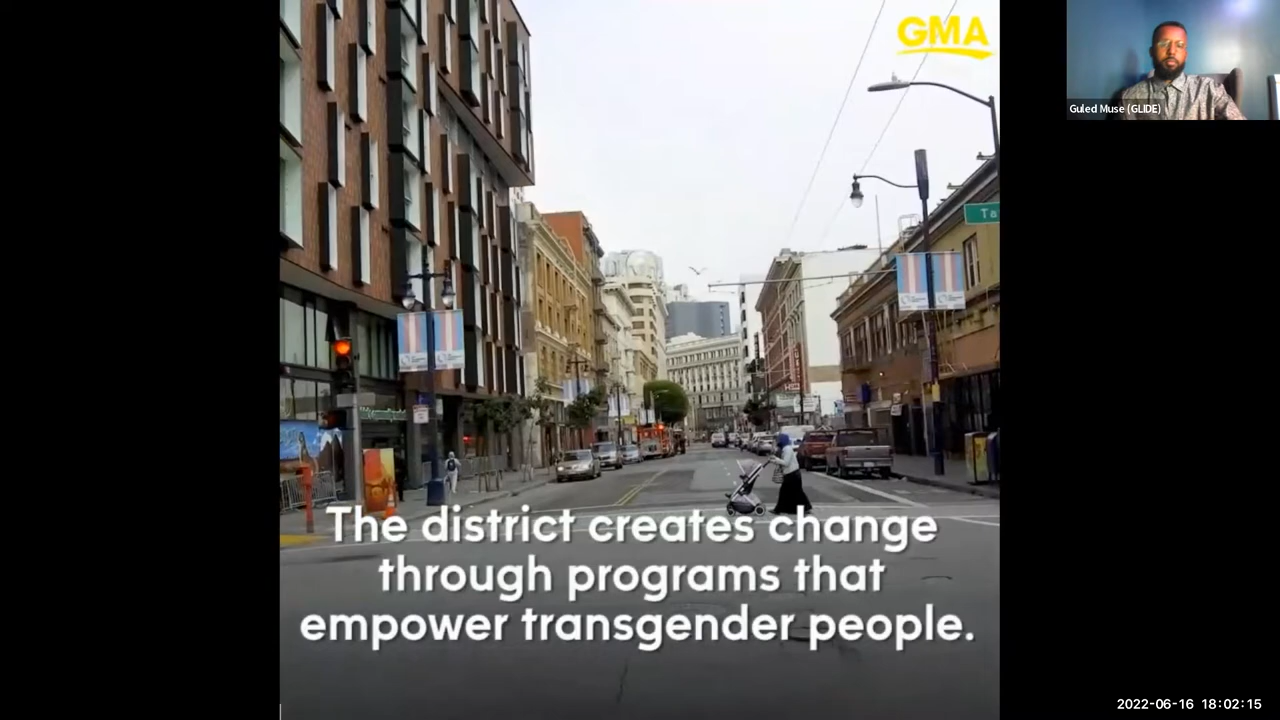 GMA
Guled Muse (GLIDE)
Ta
The district creates change
through programs that
empower transgender people.
2022-06-16 18:02:15